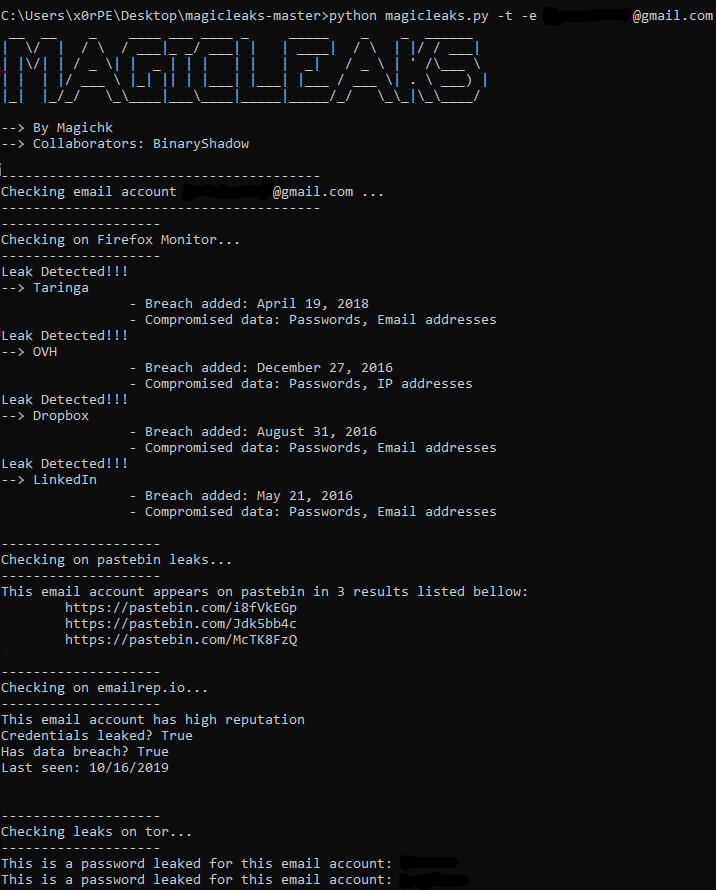 C:\Users\x0rPE\Desktop\magicleaks-master>python magicleaks.py -t -e @gmail.com
MAGICLEAKS
--> By Magichk
--> Collaborators: BinaryShadow
----------------------------------------
Checking email account @gmail.com ...
----------------------------------------
--------------------
Checking on Firefox Monitor...
--------------------
Leak Detected!!!
--> Taringa
- Breach added: April 19, 2018
- Compromised data: Passwords, Email addresses
Leak Detected!!!
--> OVH
- Breach added: December 27, 2016
- Compromised data: Passwords, IP addresses
Leak Detected!!!
--> Dropbox
- Breach added: August 31, 2016
- Compromised data: Passwords, Email addresses
Leak Detected!!!
--> LinkedIn
- Breach added: May 21, 2016
- Compromised data: Passwords, Email addresses
--------------------
Checking on pastebin leaks...
--------------------
This email account appears on pastebin in 3 results listed bellow:
https://pastebin.com/i8fVkEGp
https://pastebin.com/Jdk5bb4c
https://pastebin.com/McTK8FzQ
--------------------
Checking on emailrep.io...
--------------------
This email account has high reputation
Credentials leaked? True
Has data breach? True
Last seen: 10/16/2019
--------------------
Checking leaks on tor...
--------------------
This is a password leaked for this email account:
This is a password leaked for this email account: